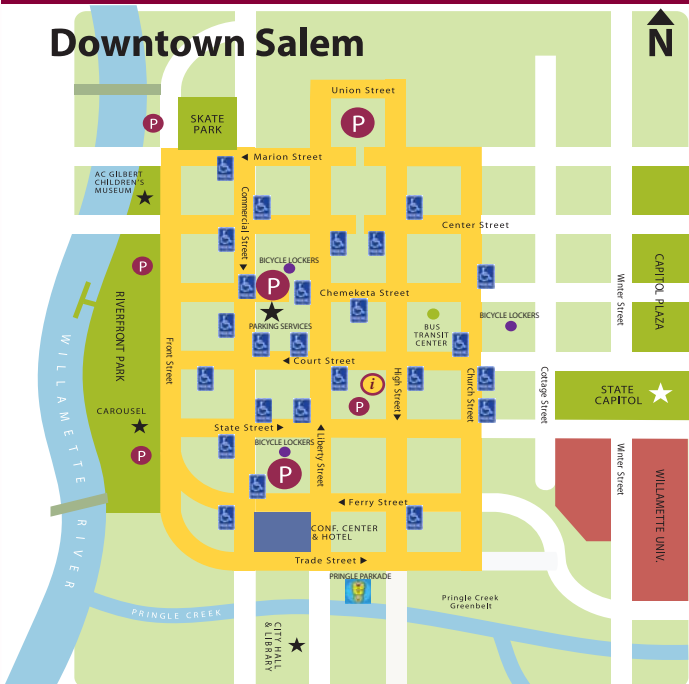 Downtown Salem
N
Union Street
P
P
SKATE
PARK
◄ Marion Street
AC GILBERT
CHILDREN'S
MUSEUM
Commercial Street
Center Street
P
BICYCLE LOCKERS
P
Chemeketa Street
PARKING SERVICES
BUS
TRANSIT
CENTER
BICYCLE LOCKERS
Winter Street
CAPITOL PLAZA
RIVERFRONT PARK
WILLAMETTE RIVER
Front Street
◄ Court Street
i
P
High Street
Church Street
Cottage Street
STATE
CAPITOL
CAROUSEL
P
State Street ►
Liberty Street
BICYCLE LOCKERS
P
Winter Street
WILLAMETTE UNIV.
◄ Ferry Street
CONF. CENTER
& HOTEL
Trade Street ►
PRINGLE PARKADE
PRINGLE CREEK
Pringle Creek
Greenbelt
CITY HALL
& LIBRARY